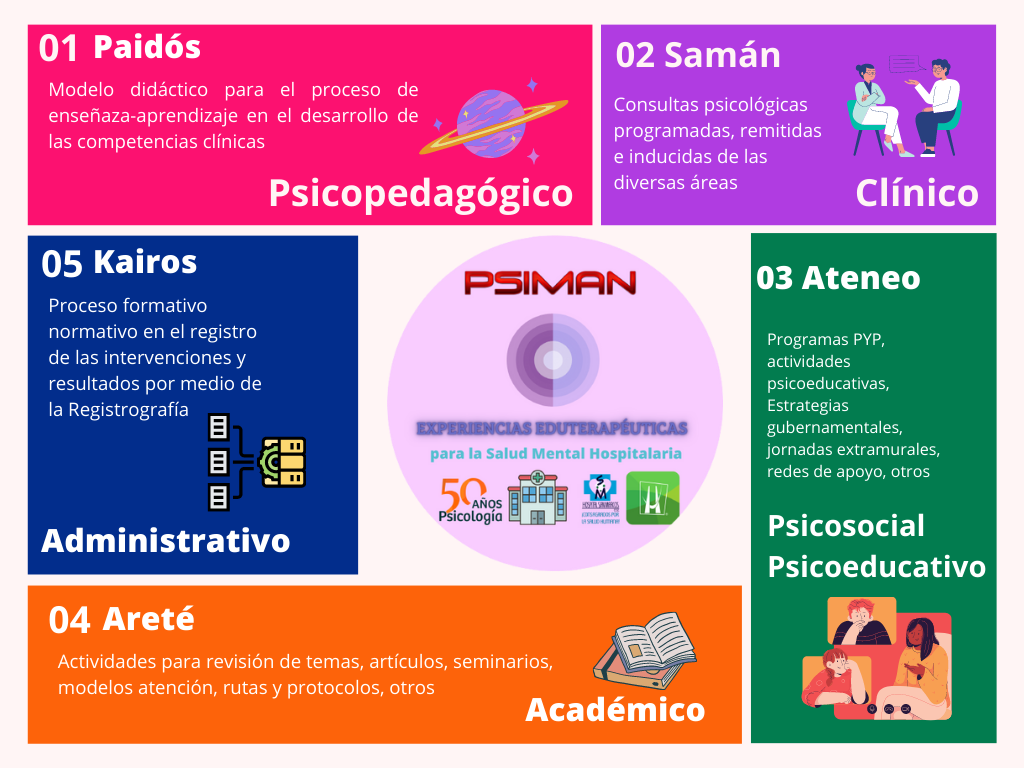 01 Paidós
Modelo didáctico para el proceso de
enseñanza-aprendizaje en el desarrollo de
las competencias clínicas
Psicopedagógico
02 Samán
Consultas psicológicas
programadas, remitidas
e inducidas de las
diversas áreas
Clínico
03 Ateneo
Programas PYP,
actividades
psicoeducativas,
Estrategias
gubernamentales,
jornadas extramurales,
redes de apoyo, otros
Psicosocial
Psicoeducativo
05 Kairos
Proceso formativo
normativo en el registro
de las intervenciones y
resultados por medio de
la Registrografía
Administrativo
PSIMAN
EXPERIENCIAS EDUTERAPÉUTICAS
para la Salud Mental Hospitalaria
50 AÑOS
Psicología
04 Areté
Actividades para revisión de temas, artículos, seminarios,
modelos atención, rutas y protocolos, otros
Académico